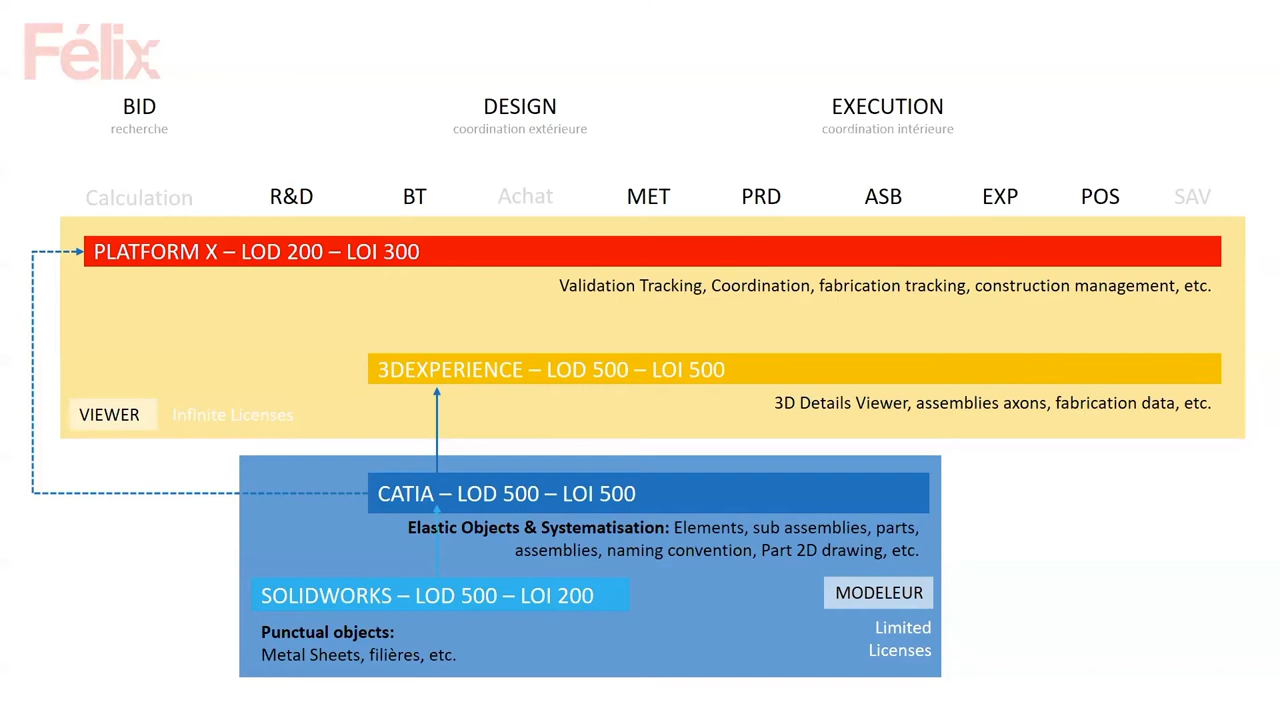 Félix
BID
recherche
DESIGN
coordination extérieure
EXECUTION
coordination intérieure
Calculation
R&D
BT
Achat
MET
PRD
ASB
EXP
POS
SAV
PLATFORM X – LOD 200 – LOI 300
Validation Tracking, Coordination, fabrication tracking, construction management, etc.
3DEXPERIENCE – LOD 500 – LOI 500
3D Details Viewer, assemblies axons, fabrication data, etc.
VIEWER
Infinite Licenses
CATIA – LOD 500 – LOI 500
Elastic Objects & Systematisation: Elements, sub assemblies, parts,
assemblies, naming convention, Part 2D drawing, etc.
SOLIDWORKS – LOD 500 – LOI 200
Punctual objects:
Metal Sheets, filières, etc.
MODELEUR
Limited
Licenses